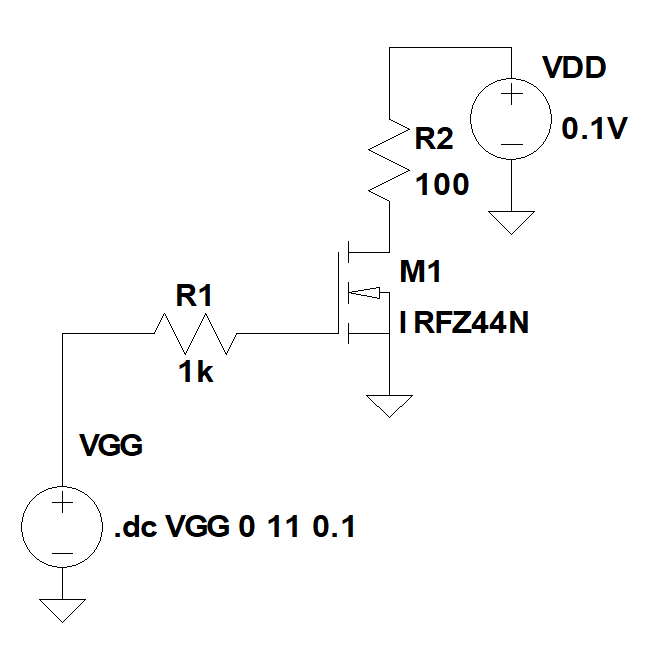 VDD
0.1V
R2
100
M1
IRFZ44N
R1
1k
VGG
.dc VGG 0 11 0.1